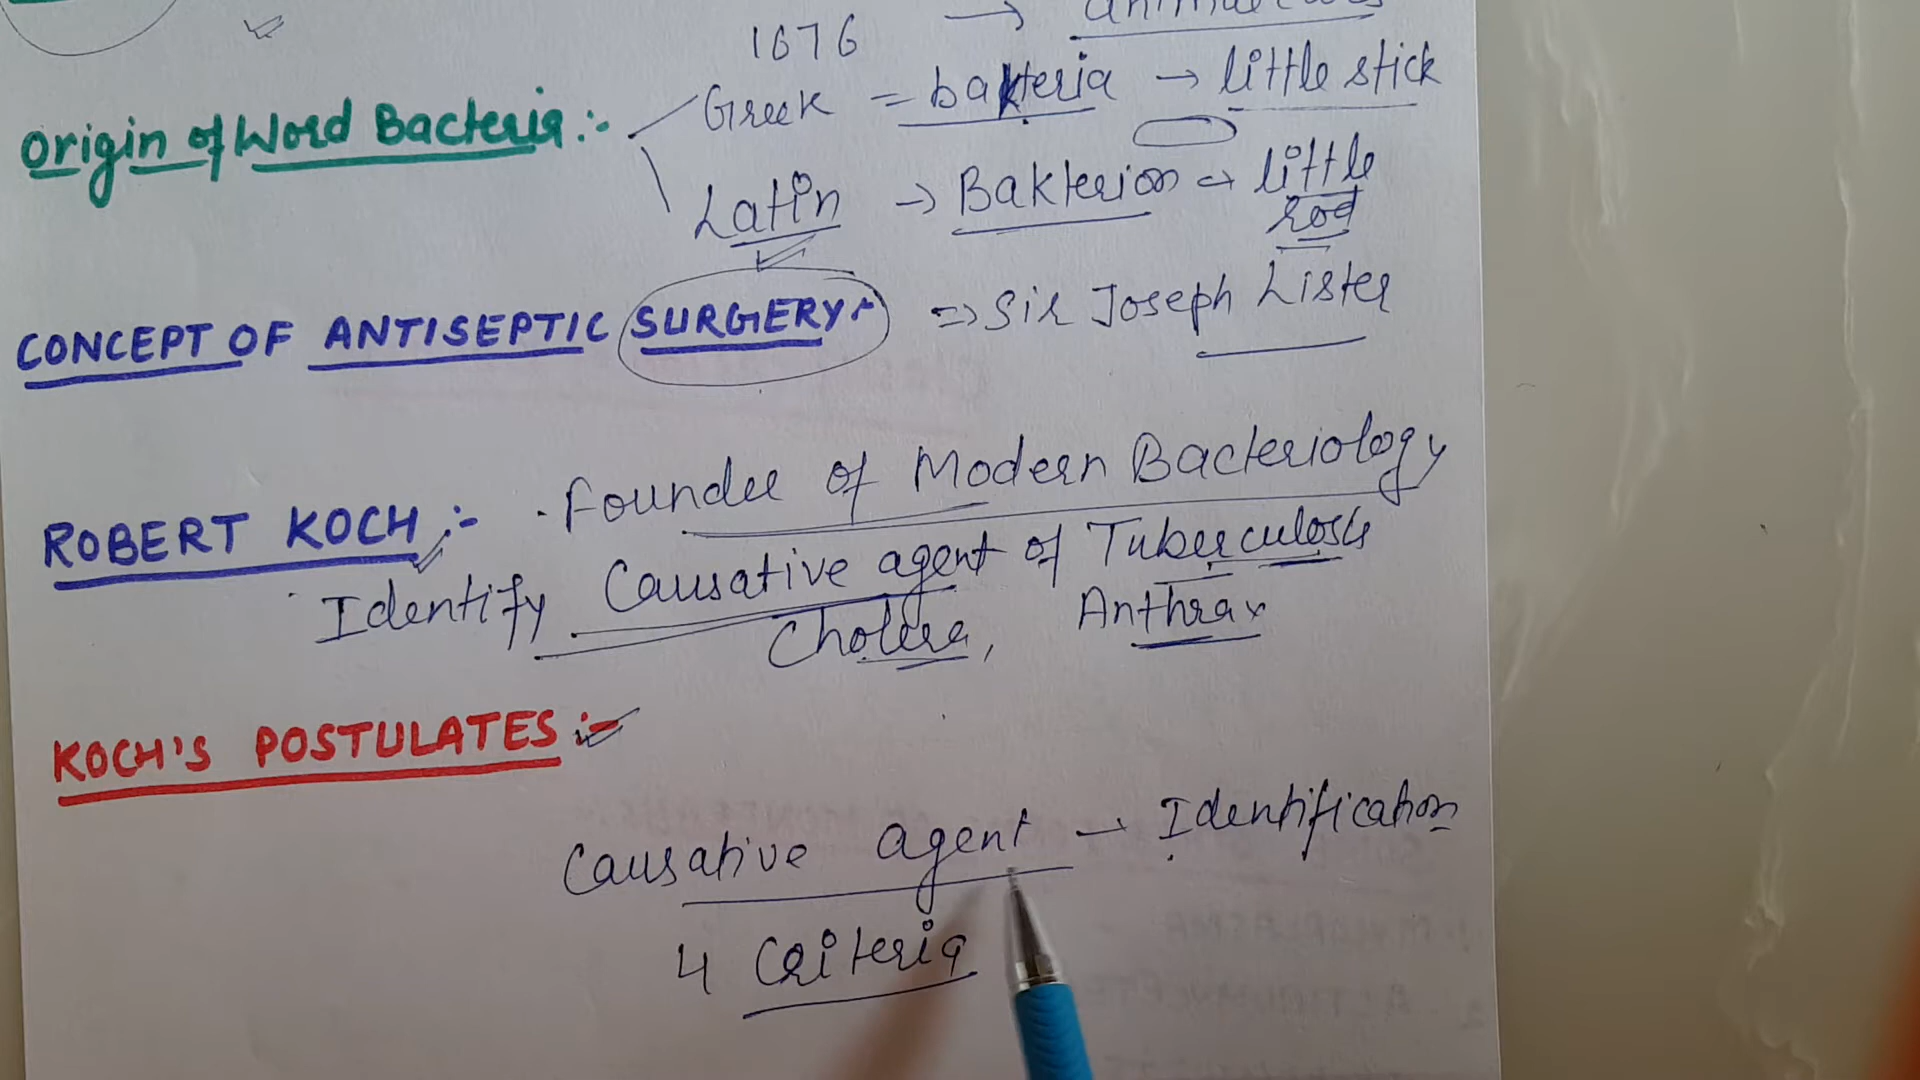 1676 →
Origin of Word Bacteria :- Greek = bakteria → little stick
Latin → Bakterion → little rod
CONCEPT OF ANTISEPTIC SURGERY:- ⇒ Sir Joseph Lister
ROBERT KOCH :- · Founder of Modern Bacteriology
· Identify Causative agent of Tuberculosis
Cholera, Anthrax
KOCH'S POSTULATES :-
Causative agent → Identification
4 Criteria